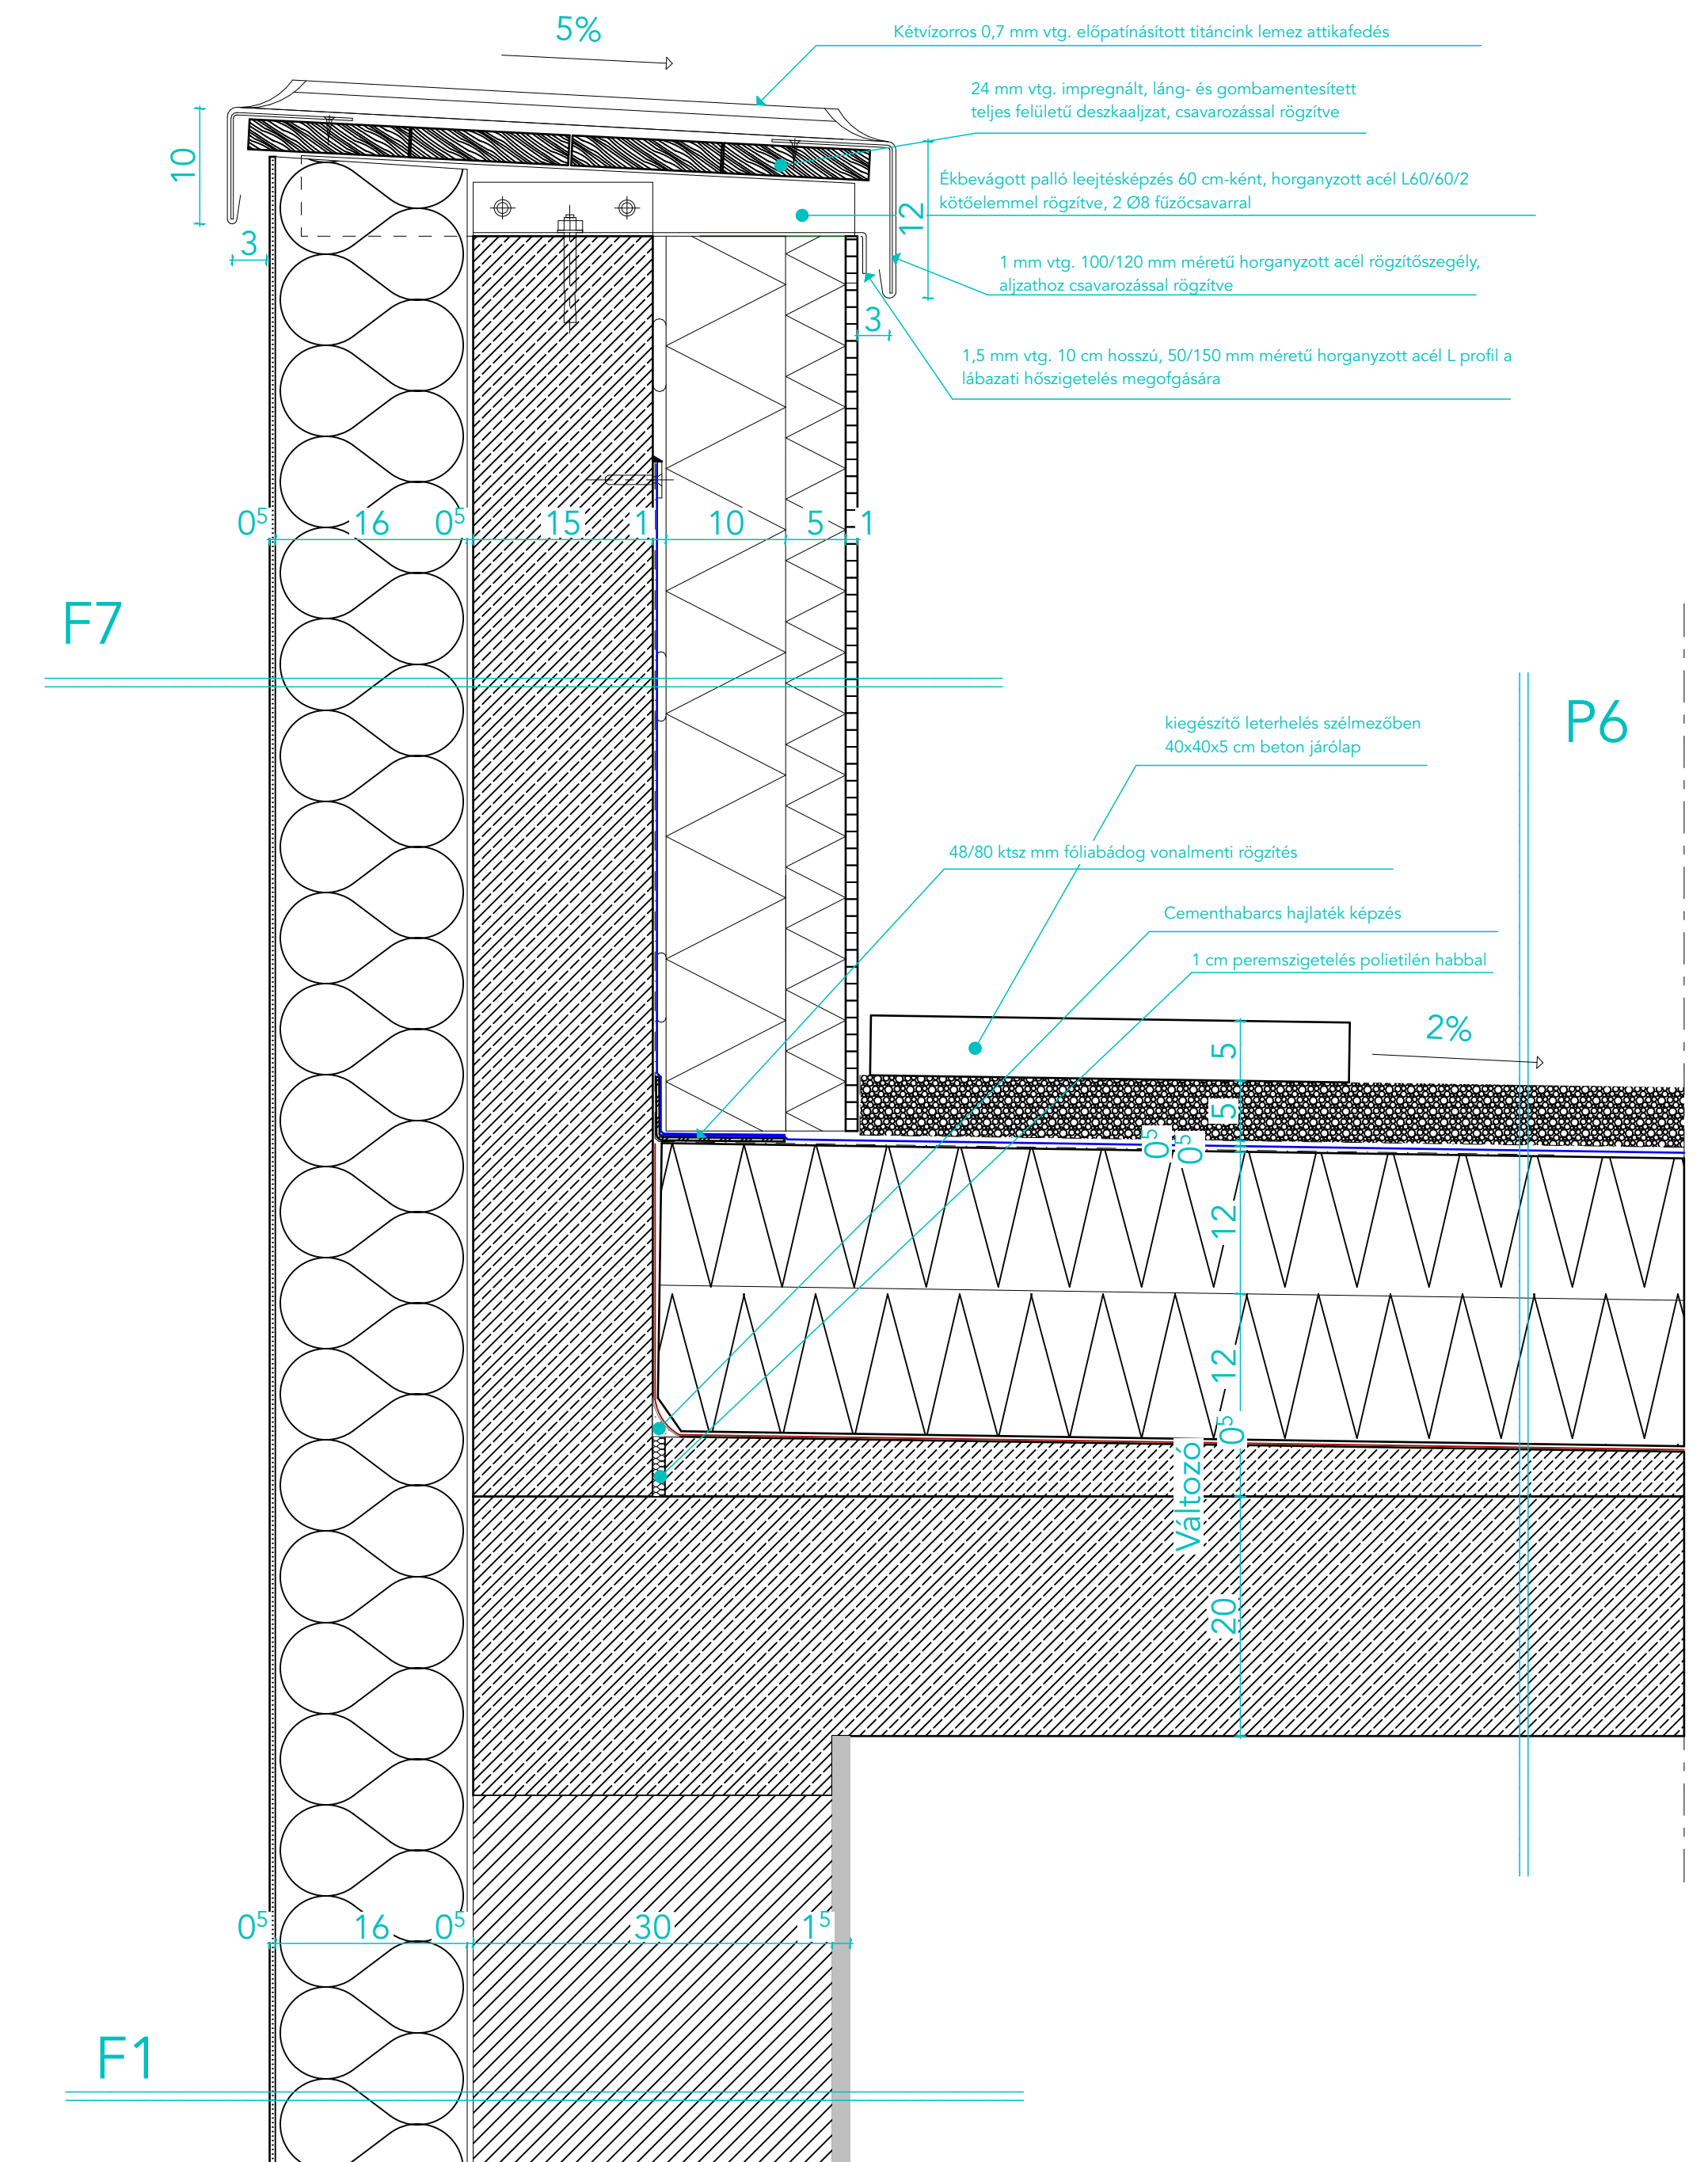 5%
Kétvízorros 0,7 mm vtg. előpatínásított titáncink lemez attikafedés
24 mm vtg. impregnált, láng- és gombamentesített
teljes felületű deszkaaljzat, csavarozással rögzítve
10
Ékbevágott palló leejtésképzés 60 cm-ként, horganyzott acél L60/60/2
kötőelemmel rögzítve, 2 Ø8 fűzőcsavarral
12
3
1 mm vtg. 100/120 mm méretű horganyzott acél rögzítőszegély,
aljzathoz csavarozással rögzítve
3
1,5 mm vtg. 10 cm hosszú, 50/150 mm méretű horganyzott acél L profil a
lábazati hőszigetelés megofgására
0⁵ 16 0⁵ 15 1 10 5 1
F7
P6
kiegészítő leterhelés szélmezőben
40x40x5 cm beton járólap
48/80 ktsz mm fóliabádog vonalmenti rögzítés
Cementhabarcs hajlaték képzés
1 cm peremszigetelés polietilén habbal
2%
5
5
0⁵
0⁵
12
12
0⁵
Változó
20
0⁵ 16 0⁵ 30 1⁵
F1